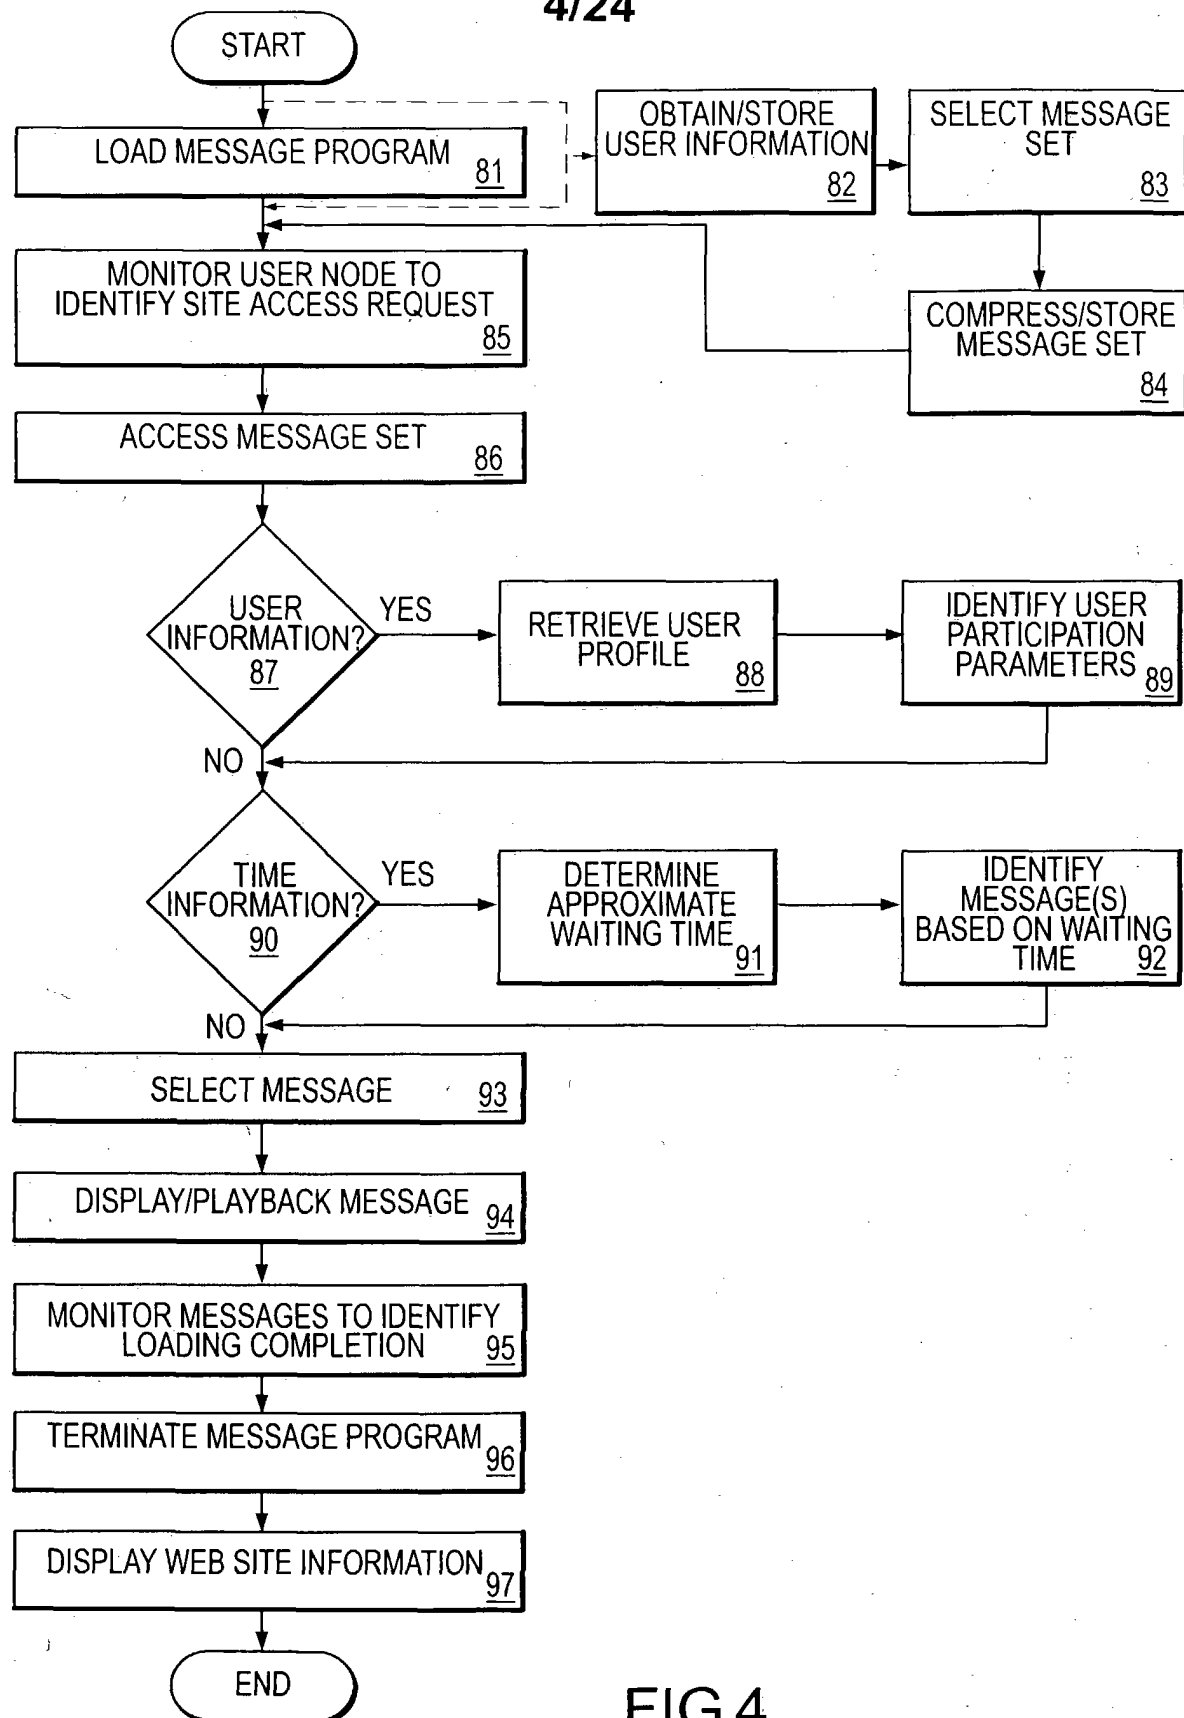 4/24
START
LOAD MESSAGE PROGRAM
81
OBTAIN/STORE
USER INFORMATION
82
SELECT MESSAGE
SET
83
MONITOR USER NODE TO
IDENTIFY SITE ACCESS REQUEST
85
COMPRESS/STORE
MESSAGE SET
84
ACCESS MESSAGE SET
86
USER
INFORMATION?
87
YES
RETRIEVE USER
PROFILE
88
IDENTIFY USER
PARTICIPATION
PARAMETERS
89
NO
TIME
INFORMATION?
90
YES
DETERMINE
APPROXIMATE
WAITING TIME
91
IDENTIFY
MESSAGE(S)
BASED ON WAITING
TIME
92
NO
SELECT MESSAGE
93
DISPLAY/PLAYBACK MESSAGE
94
MONITOR MESSAGES TO IDENTIFY
LOADING COMPLETION
95
TERMINATE MESSAGE PROGRAM
96
DISPLAY WEB SITE INFORMATION
97
END
FIG.4